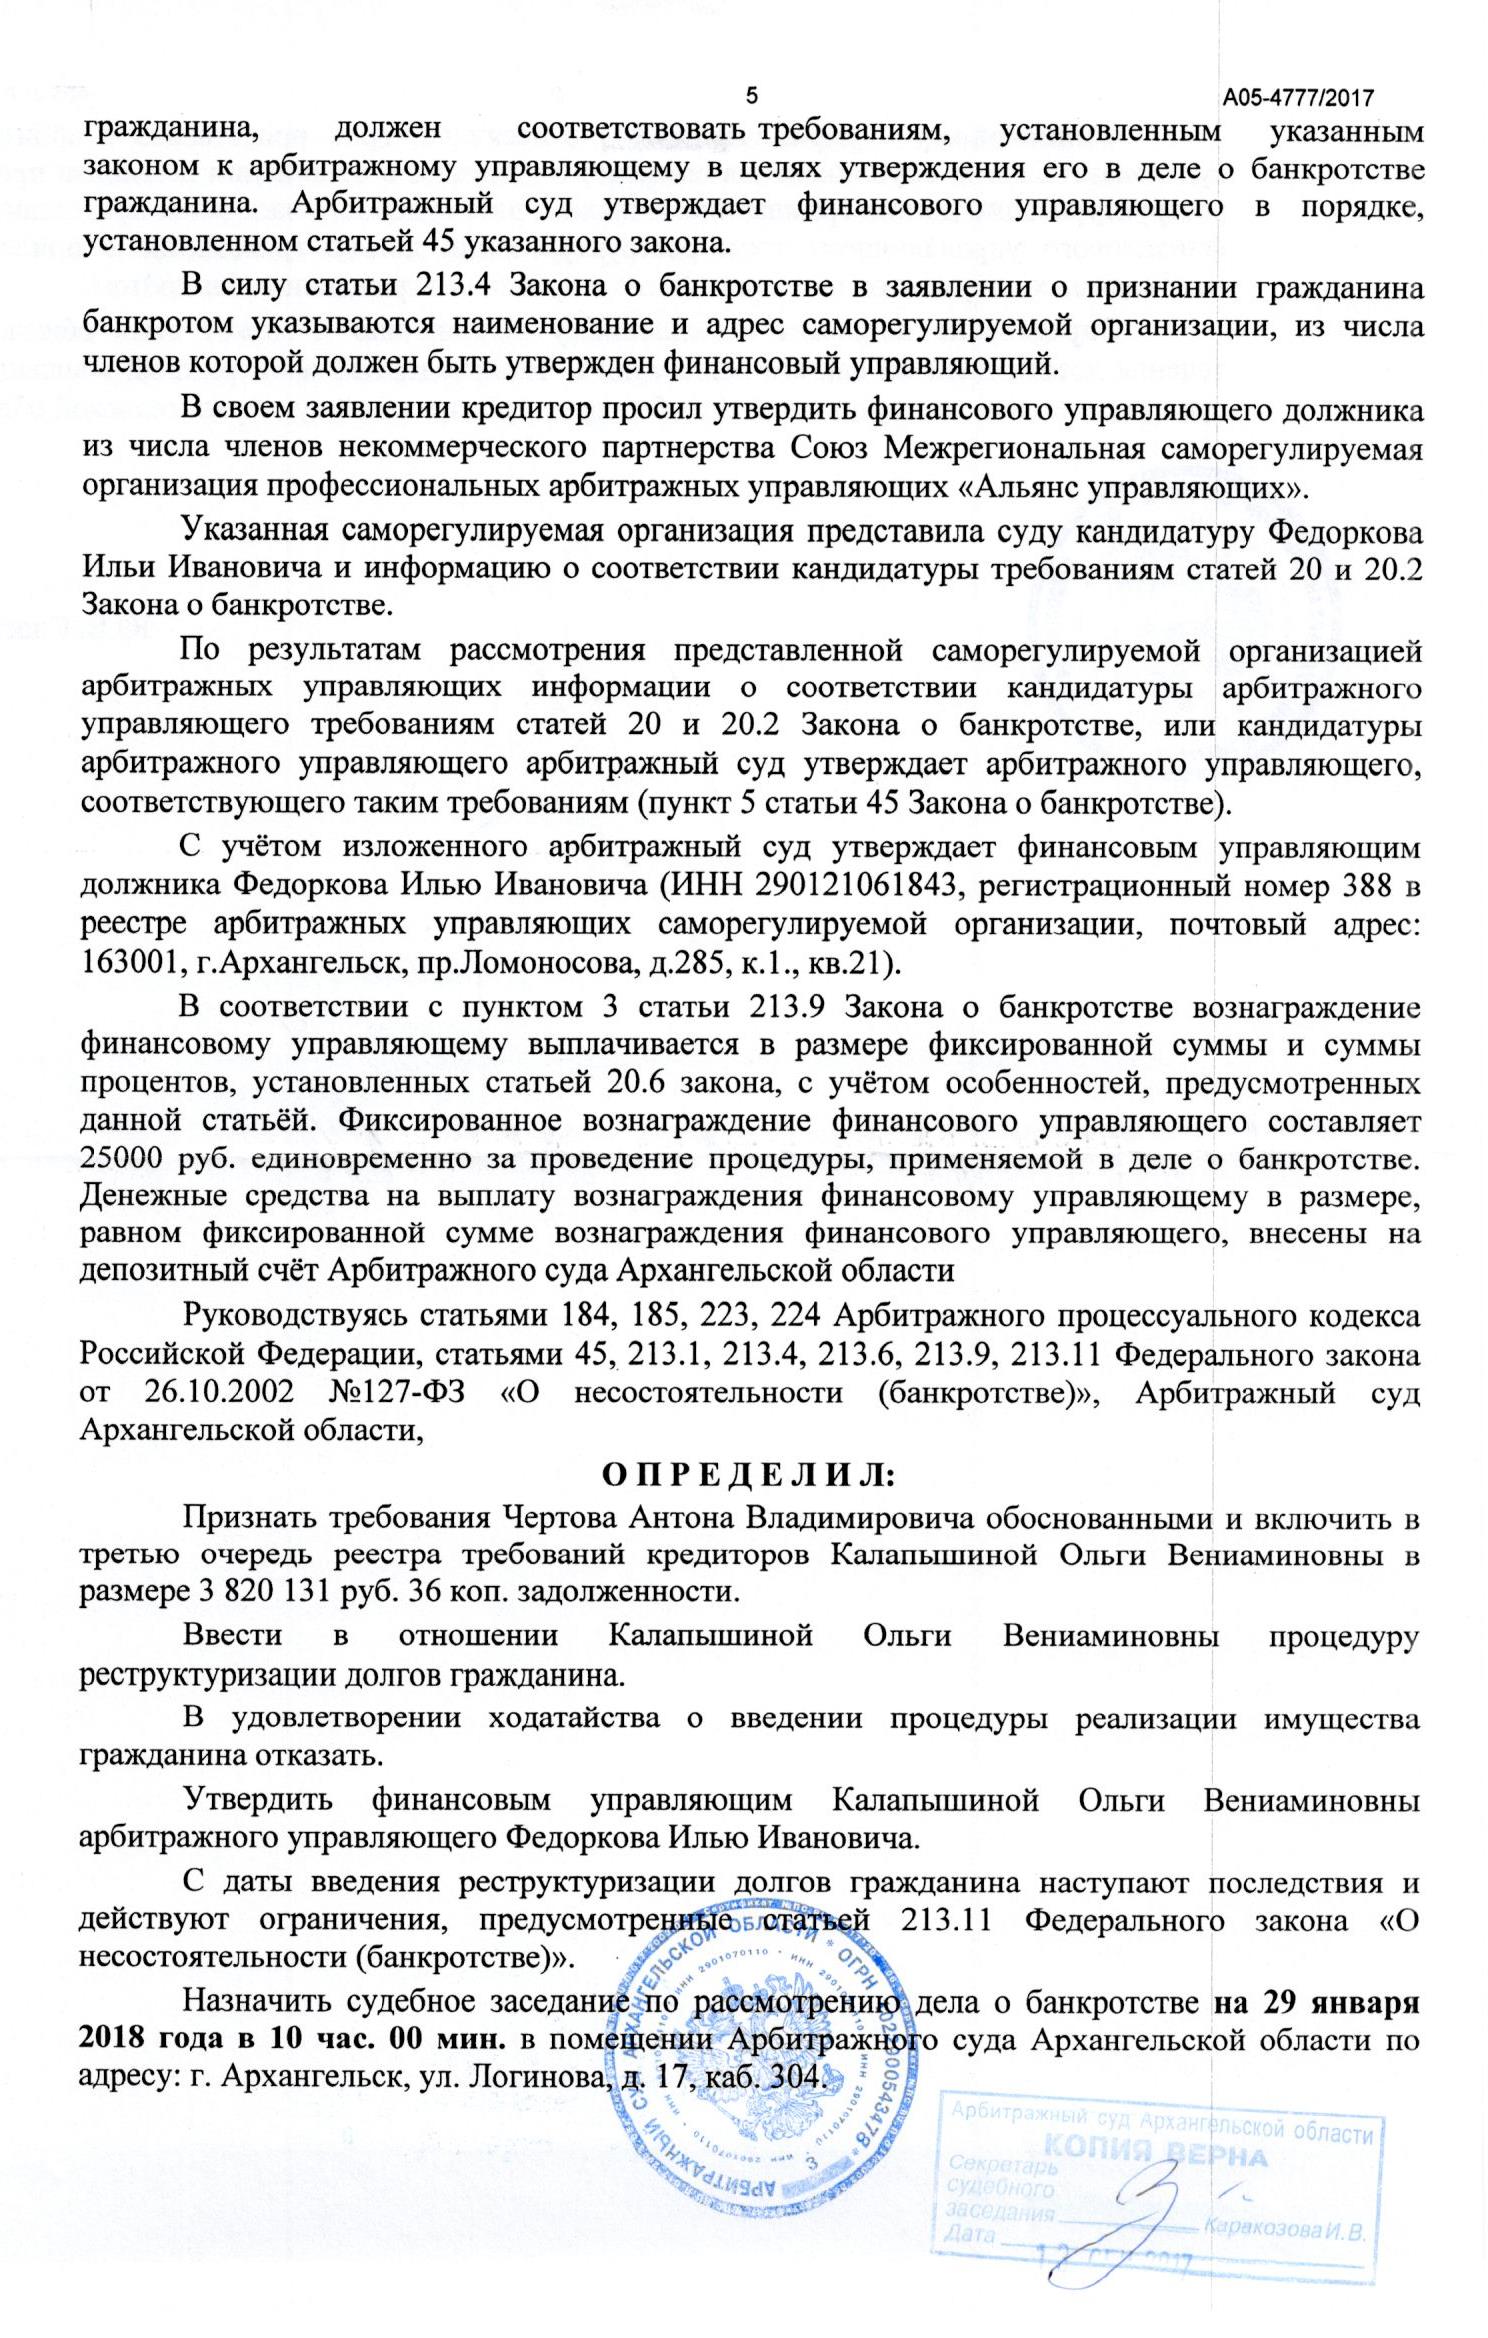 5
А05-4777/2017
гражданина, должен соответствовать требованиям, установленным указанным
законом к арбитражному управляющему в целях утверждения его в деле о банкротстве
гражданина. Арбитражный суд утверждает финансового управляющего в порядке,
установленном статьей 45 указанного закона.
В силу статьи 213.4 Закона о банкротстве в заявлении о признании гражданина
банкротом указываются наименование и адрес саморегулируемой организации, из числа
членов которой должен быть утвержден финансовый управляющий.
В своем заявлении кредитор просил утвердить финансового управляющего должника
из числа членов некоммерческого партнерства Союз Межрегиональная саморегулируемая
организация профессиональных арбитражных управляющих «Альянс управляющих».
Указанная саморегулируемая организация представила суду кандидатуру Федоркова
Ильи Ивановича и информацию о соответствии кандидатуры требованиям статей 20 и 20.2
Закона о банкротстве.
По результатам рассмотрения представленной саморегулируемой организацией
арбитражных управляющих информации о соответствии кандидатуры арбитражного
управляющего требованиям статей 20 и 20.2 Закона о банкротстве, или кандидатуры
арбитражного управляющего арбитражный суд утверждает арбитражного управляющего,
соответствующего таким требованиям (пункт 5 статьи 45 Закона о банкротстве).
С учётом изложенного арбитражный суд утверждает финансовым управляющим
должника Федоркова Илью Ивановича (ИНН 290121061843, регистрационный номер 388 в
реестре арбитражных управляющих саморегулируемой организации, почтовый адрес:
163001, г.Архангельск, пр.Ломоносова, д.285, к.1., кв.21).
В соответствии с пунктом 3 статьи 213.9 Закона о банкротстве вознаграждение
финансовому управляющему выплачивается в размере фиксированной суммы и суммы
процентов, установленных статьей 20.6 закона, с учётом особенностей, предусмотренных
данной статьёй. Фиксированное вознаграждение финансового управляющего составляет
25000 руб. единовременно за проведение процедуры, применяемой в деле о банкротстве.
Денежные средства на выплату вознаграждения финансовому управляющему в размере,
равном фиксированной сумме вознаграждения финансового управляющего, внесены на
депозитный счёт Арбитражного суда Архангельской области
Руководствуясь статьями 184, 185, 223, 224 Арбитражного процессуального кодекса
Российской Федерации, статьями 45, 213.1, 213.4, 213.6, 213.9, 213.11 Федерального закона
от 26.10.2002 №127-ФЗ «О несостоятельности (банкротстве)», Арбитражный суд
Архангельской области,
О П Р Е Д Е Л И Л:
Признать требования Чертова Антона Владимировича обоснованными и включить в
третью очередь реестра требований кредиторов Калапышиной Ольги Вениаминовны в
размере 3 820 131 руб. 36 коп. задолженности.
Ввести в отношении Калапышиной Ольги Вениаминовны процедуру
реструктуризации долгов гражданина.
В удовлетворении ходатайства о введении процедуры реализации имущества
гражданина отказать.
Утвердить финансовым управляющим Калапышиной Ольги Вениаминовны
арбитражного управляющего Федоркова Илью Ивановича.
С даты введения реструктуризации долгов гражданина наступают последствия и
действуют ограничения, предусмотренные статьей 213.11 Федерального закона «О
несостоятельности (банкротстве)».
Назначить судебное заседание по рассмотрению дела о банкротстве на 29 января
2018 года в 10 час. 00 мин. в помещении Арбитражного суда Архангельской области по
адресу: г. Архангельск, ул. Логинова, д. 17, каб. 304.
АРБИТРАЖНЫЙ СУД АРХАНГЕЛЬСКОЙ ОБЛАСТИ * ОГРН 1022900543478 *
ИНН 2901070110 * ИНН 2901070110 * ИНН 2901070110
3
Арбитражный суд Архангельской области
КОПИЯ ВЕРНА
Секретарь
судебного
заседания Каракозова И.В.
Дата 2017